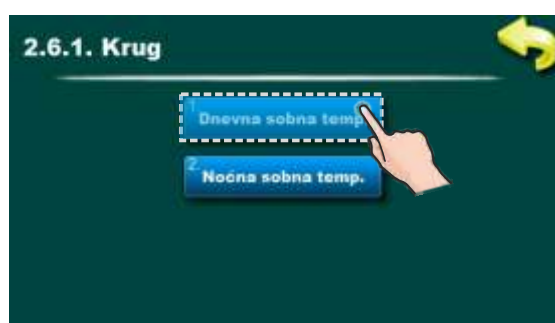 2.6.1. Krug
1. Dnevna sobna temp.
2. Noćna sobna temp.